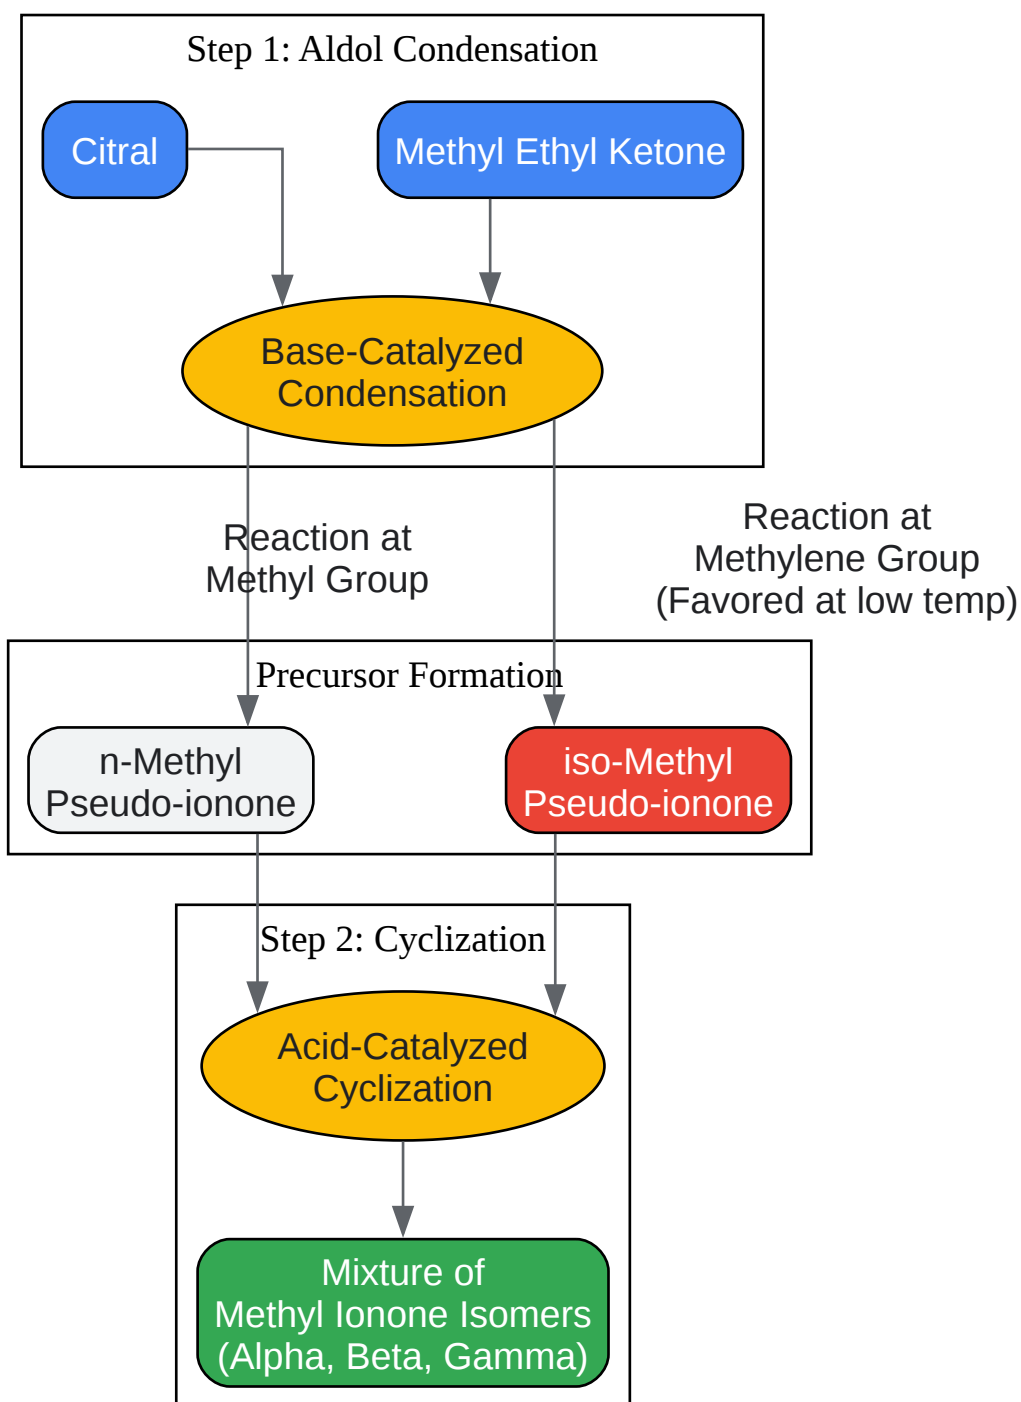 Step 1: Aldol Condensation
Citral
Methyl Ethyl Ketone
Base-Catalyzed
Condensation
Reaction at
Methyl Group
Reaction at
Methylene Group
(Favored at low temp)
Precursor Formation
n-Methyl
Pseudo-ionone
iso-Methyl
Pseudo-ionone
Step 2: Cyclization
Acid-Catalyzed
Cyclization
Mixture of
Methyl Ionone Isomers
(Alpha, Beta, Gamma)